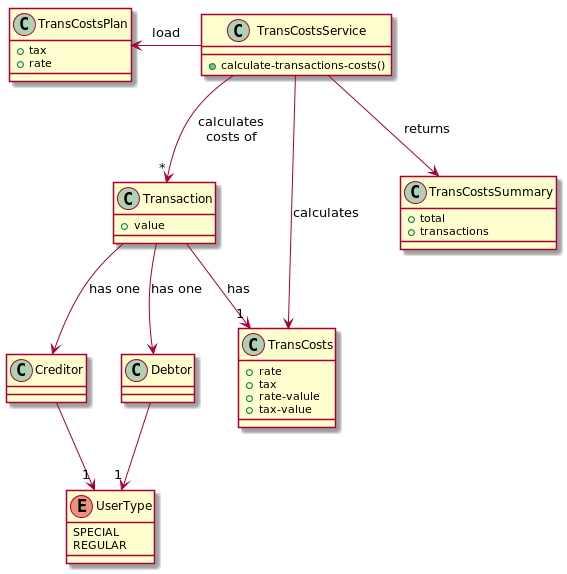 C TransCostsPlan
tax
rate
load
C TransCostsService
calculate-transactions-costs()
calculates
costs of
*
returns
C Transaction
value
calculates
C TransCostsSummary
total
transactions
has one
has one
has
1
C Creditor
C Debtor
C TransCosts
rate
tax
rate-valule
tax-value
1
1
E UserType
SPECIAL
REGULAR